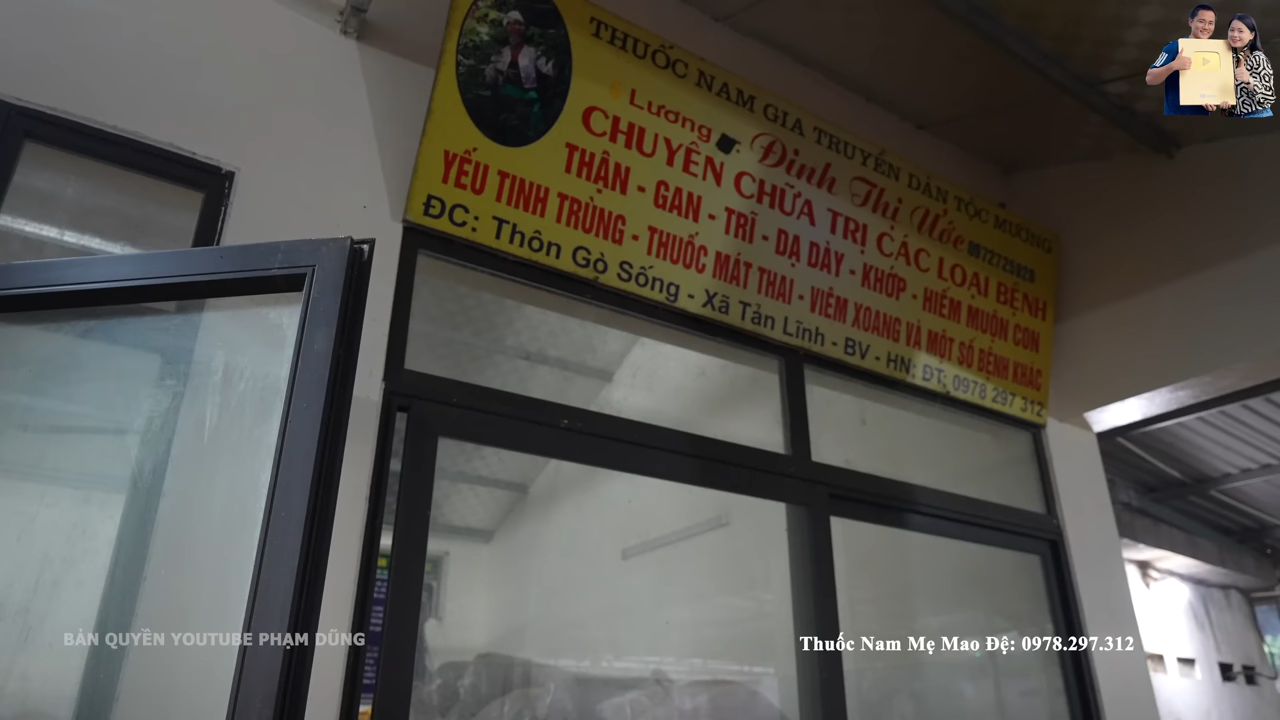 THUỐC NAM GIA TRUYỀN DÂN TỘC MƯỜNG
Lương Đinh Thị Ước
0972725928
CHUYÊN CHỮA TRỊ CÁC LOẠI BỆNH
THẬN - GAN - TRĨ - DẠ DÀY - KHỚP - HIẾM MUỘN CON
YẾU TINH TRÙNG - THUỐC MÁT THAI - VIÊM XOANG VÀ MỘT SỐ BỆNH KHÁC
ĐC: Thôn Gò Sống - Xã Tản Lĩnh - BV - HN; ĐT: 0978 297 312
BẢN QUYỀN YOUTUBE PHẠM DŨNG
Thuốc Nam Mẹ Mao Đệ: 0978.297.312